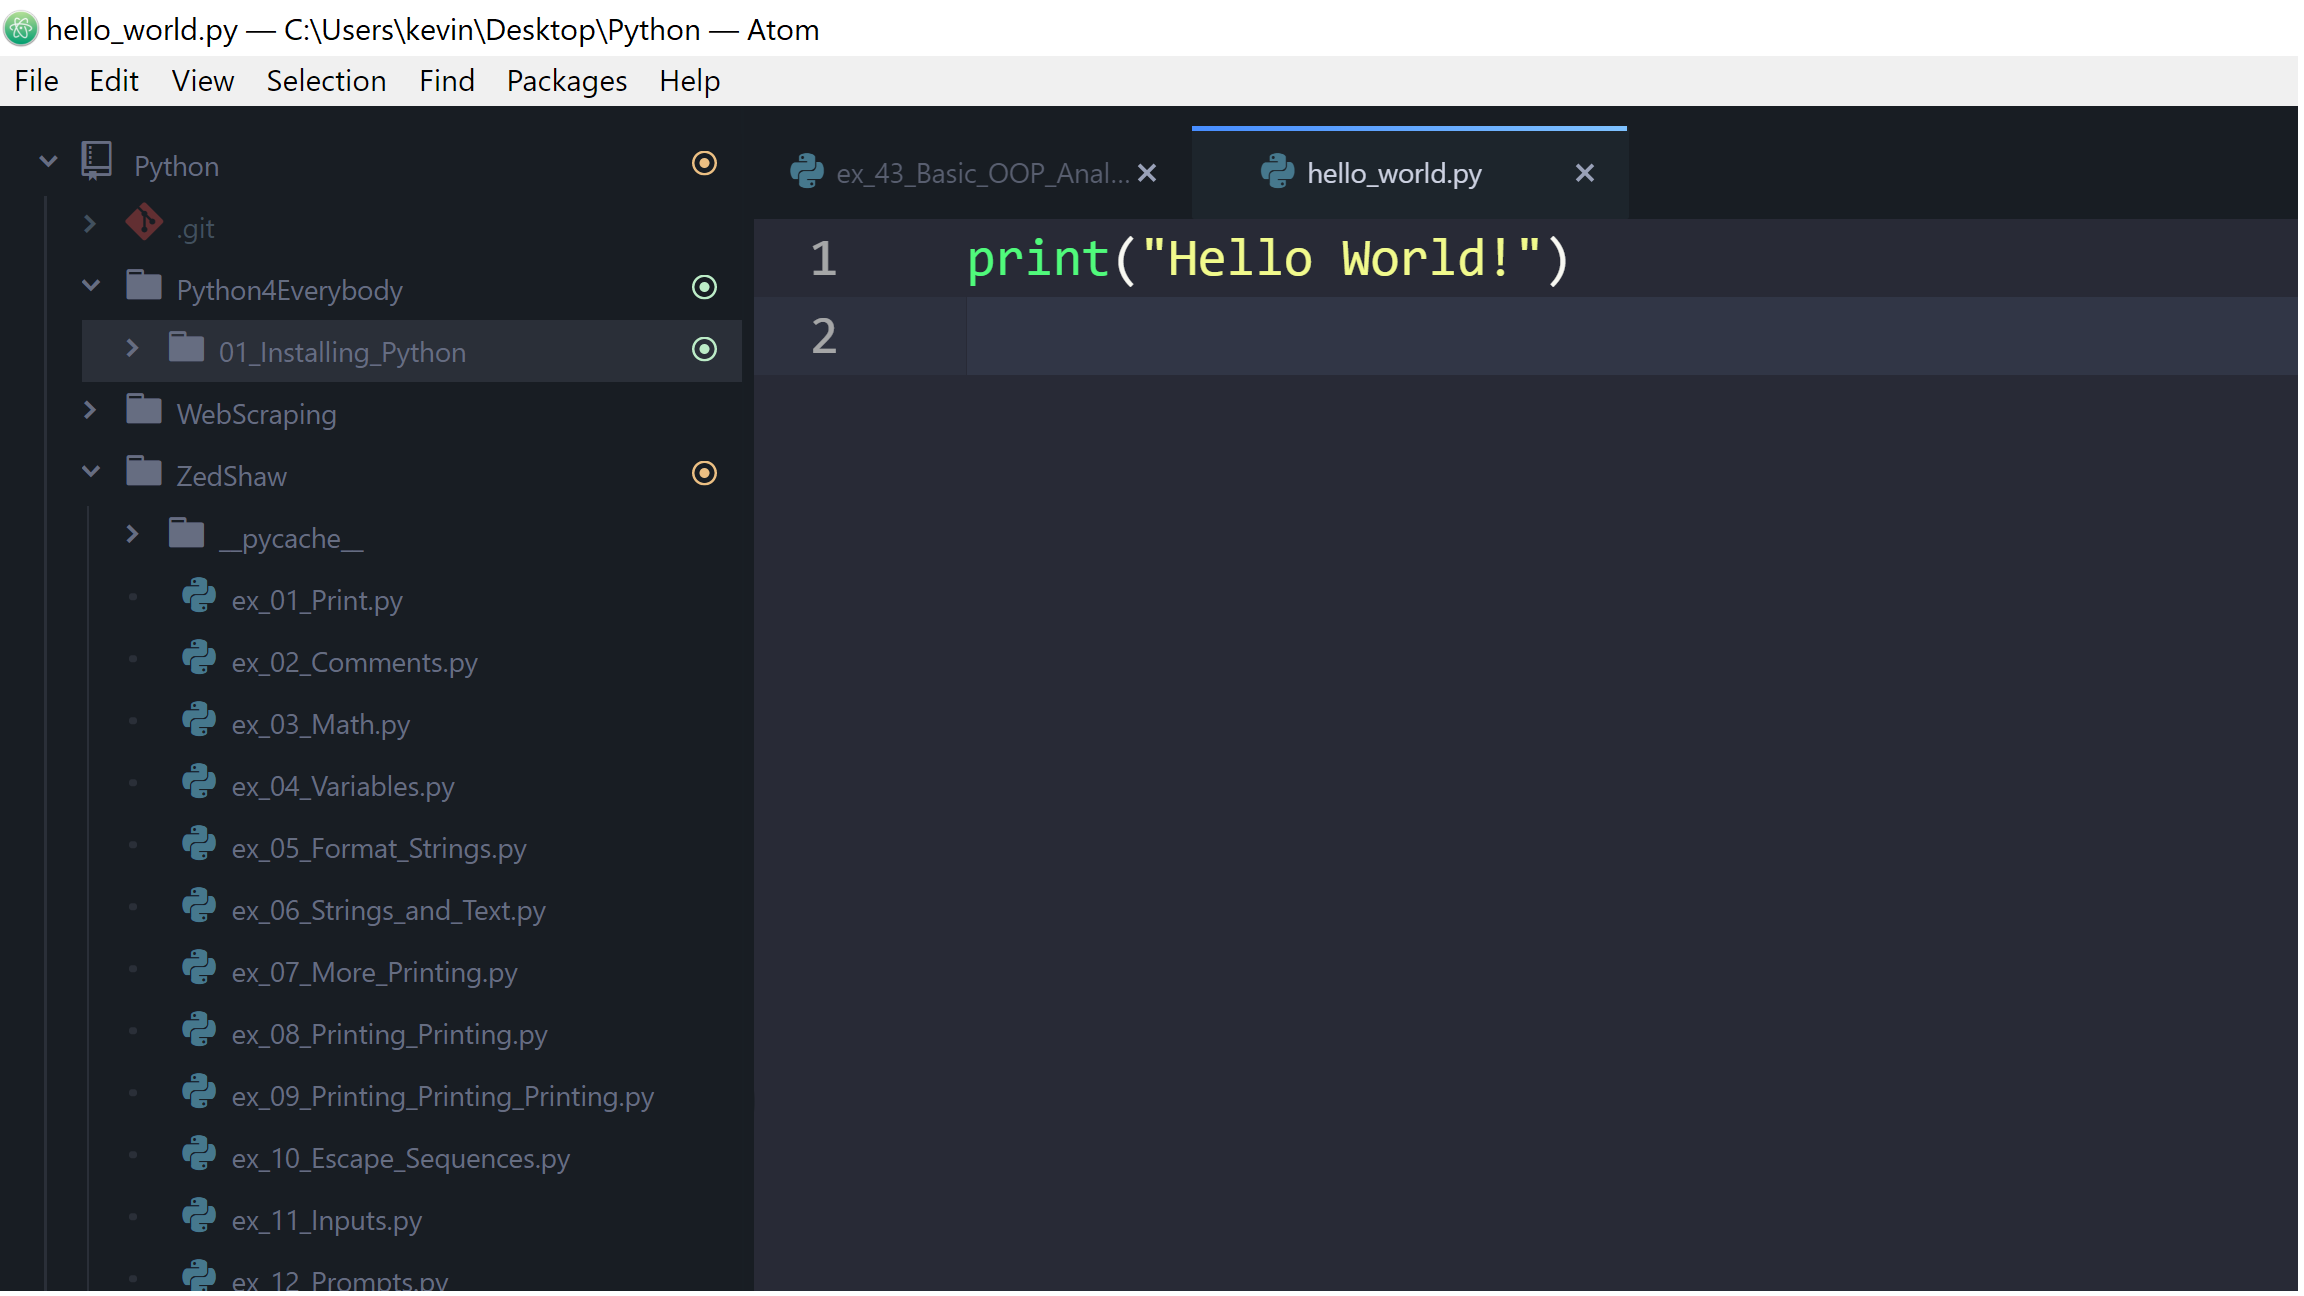 hello_world.py — C:\Users\kevin\Desktop\Python — Atom
File Edit View Selection Find Packages Help
Python
.git
Python4Everybody
01_Installing_Python
WebScraping
ZedShaw
__pycache__
ex_01_Print.py
ex_02_Comments.py
ex_03_Math.py
ex_04_Variables.py
ex_05_Format_Strings.py
ex_06_Strings_and_Text.py
ex_07_More_Printing.py
ex_08_Printing_Printing.py
ex_09_Printing_Printing_Printing.py
ex_10_Escape_Sequences.py
ex_11_Inputs.py
ex_12_Prompts.py
ex_43_Basic_OOP_Anal... hello_world.py
1 print("Hello World!")
2